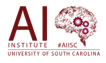 AI
INSTITUTE #AIISC
UNIVERSITY OF SOUTH CAROLINA